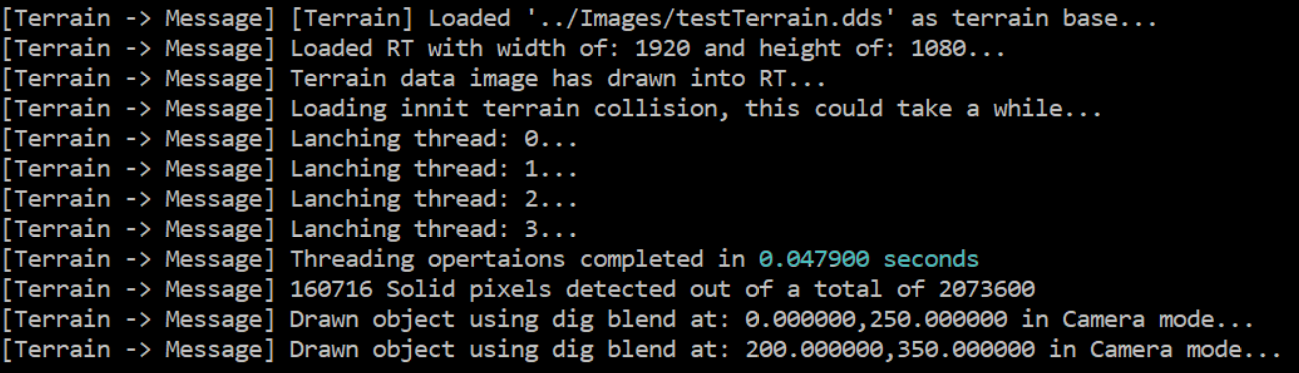 [Terrain -> Message] [Terrain] Loaded '../Images/testTerrain.dds' as terrain base...
[Terrain -> Message] Loaded RT with width of: 1920 and height of: 1080...
[Terrain -> Message] Terrain data image has drawn into RT...
[Terrain -> Message] Loading innit terrain collision, this could take a while...
[Terrain -> Message] Lanching thread: 0...
[Terrain -> Message] Lanching thread: 1...
[Terrain -> Message] Lanching thread: 2...
[Terrain -> Message] Lanching thread: 3...
[Terrain -> Message] Threading opertaions completed in 0.047900 seconds
[Terrain -> Message] 160716 Solid pixels detected out of a total of 2073600
[Terrain -> Message] Drawn object using dig blend at: 0.000000,250.000000 in Camera mode...
[Terrain -> Message] Drawn object using dig blend at: 200.000000,350.000000 in Camera mode...